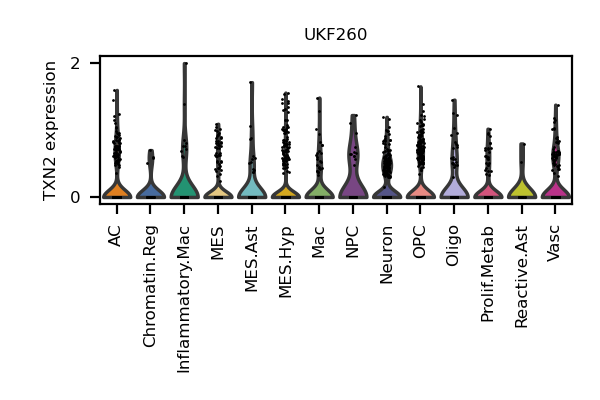 UKF260
TXN2 expression
2
0
AC
Chromatin.Reg
Inflammatory.Mac
MES
MES.Ast
MES.Hyp
Mac
NPC
Neuron
OPC
Oligo
Prolif.Metab
Reactive.Ast
Vasc